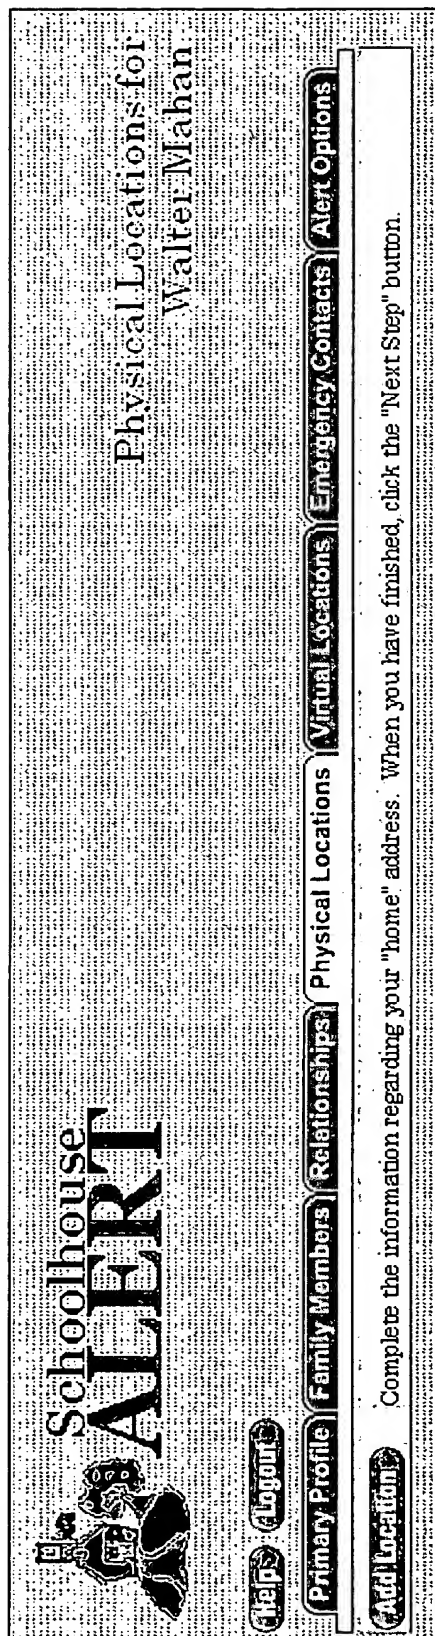 Schoolhouse
ALERT
Physical Locations for
Walter Mahan
Help Logout
Primary Profile Family Members Relationships Physical Locations Virtual Locations Emergency Contacts Alert Options
Add Location Complete the information regarding your "home" address. When you have finished, click the "Next Step" button.